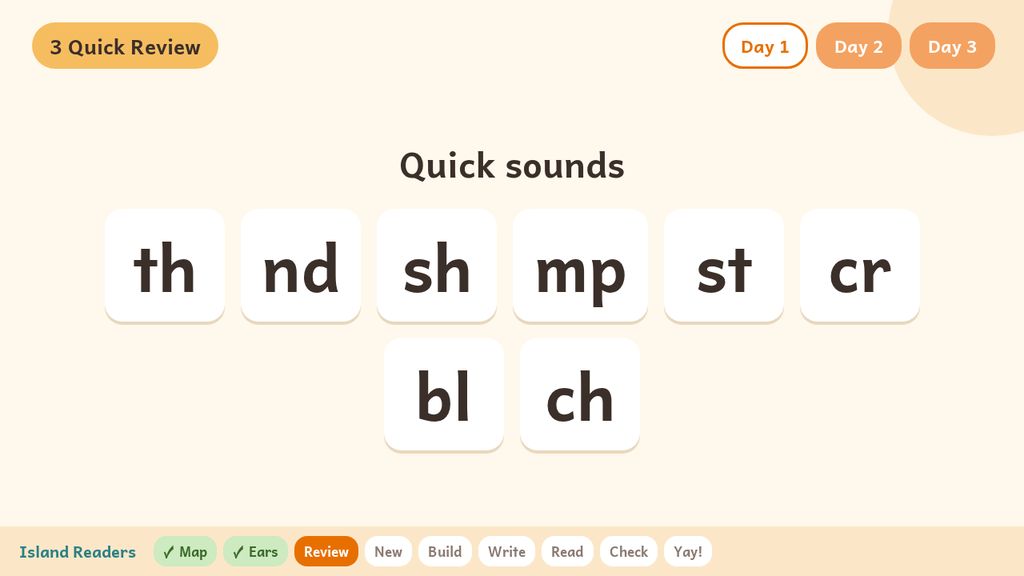 3 Quick Review
Day 1 Day 2 Day 3
Quick sounds
th nd sh mp st cr
bl ch
Island Readers ✓ Map ✓ Ears Review New Build Write Read Check Yay!